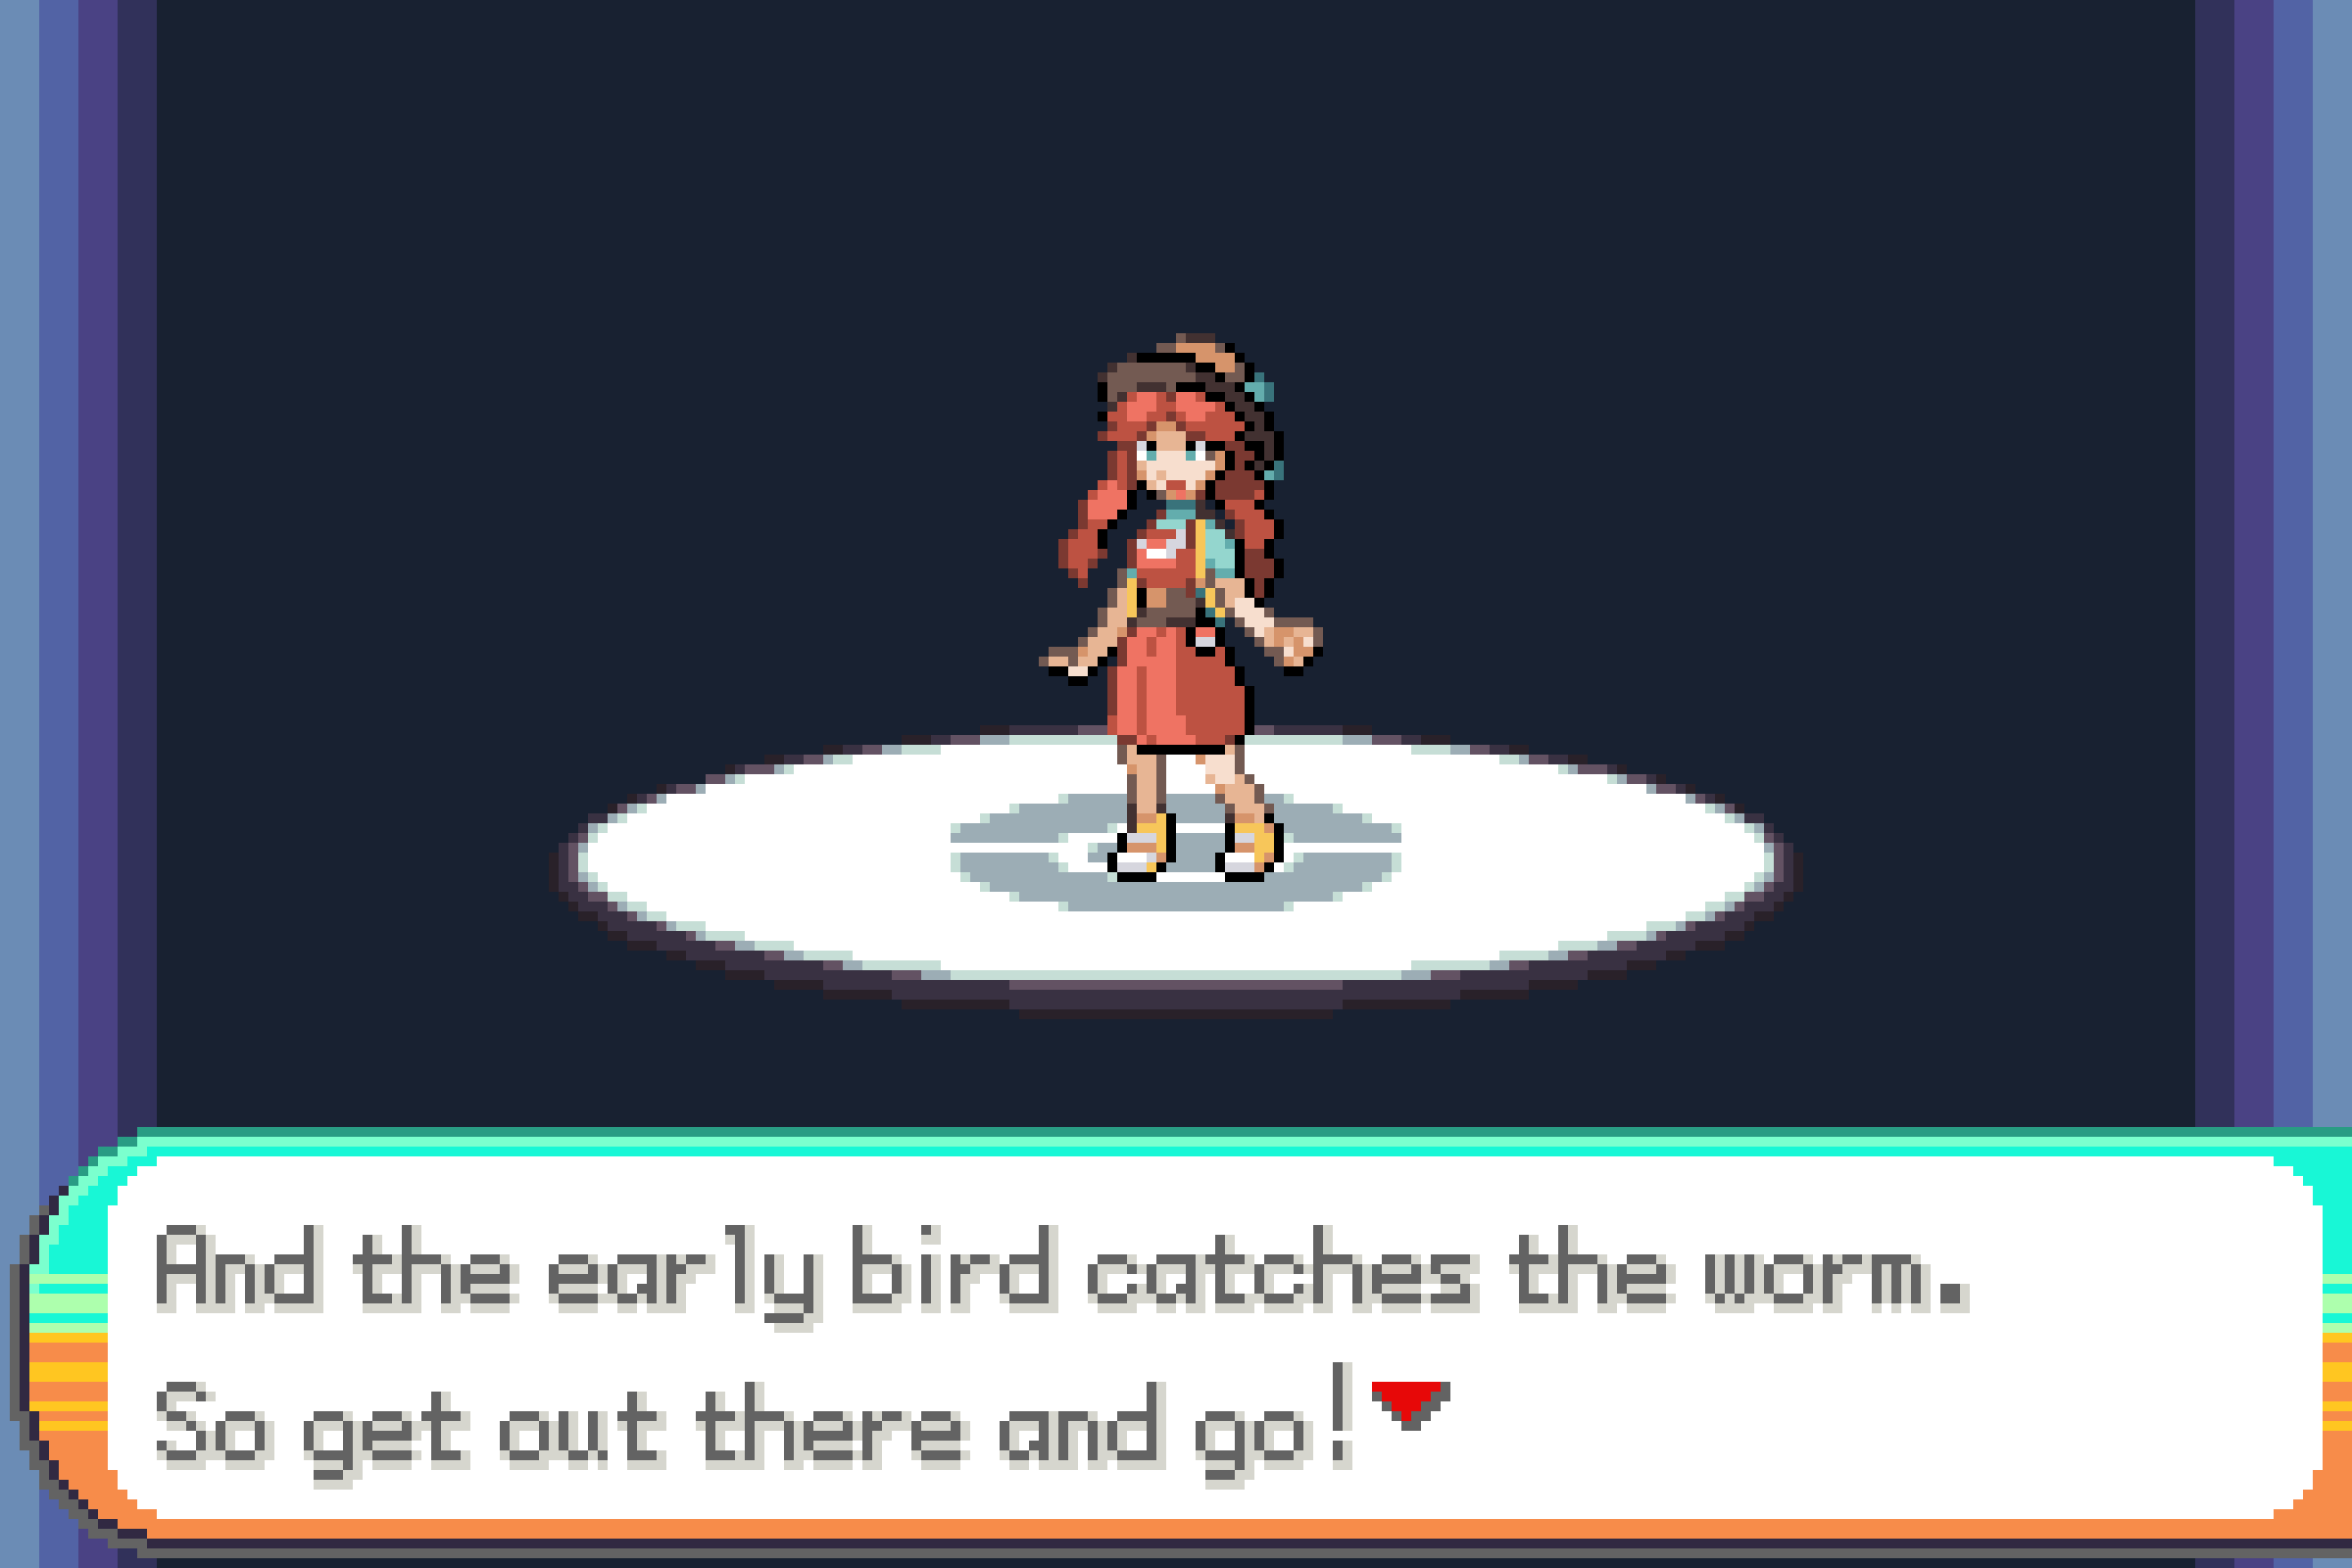 And the early bird catches the worm.
So get out there and go!